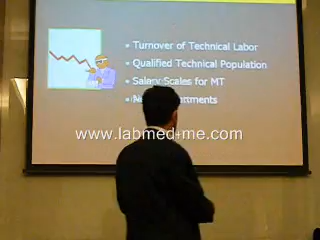 Turnover of Technical Labor
Qualified Technical Population
Salary Scales for MT
www.labmed-me.com